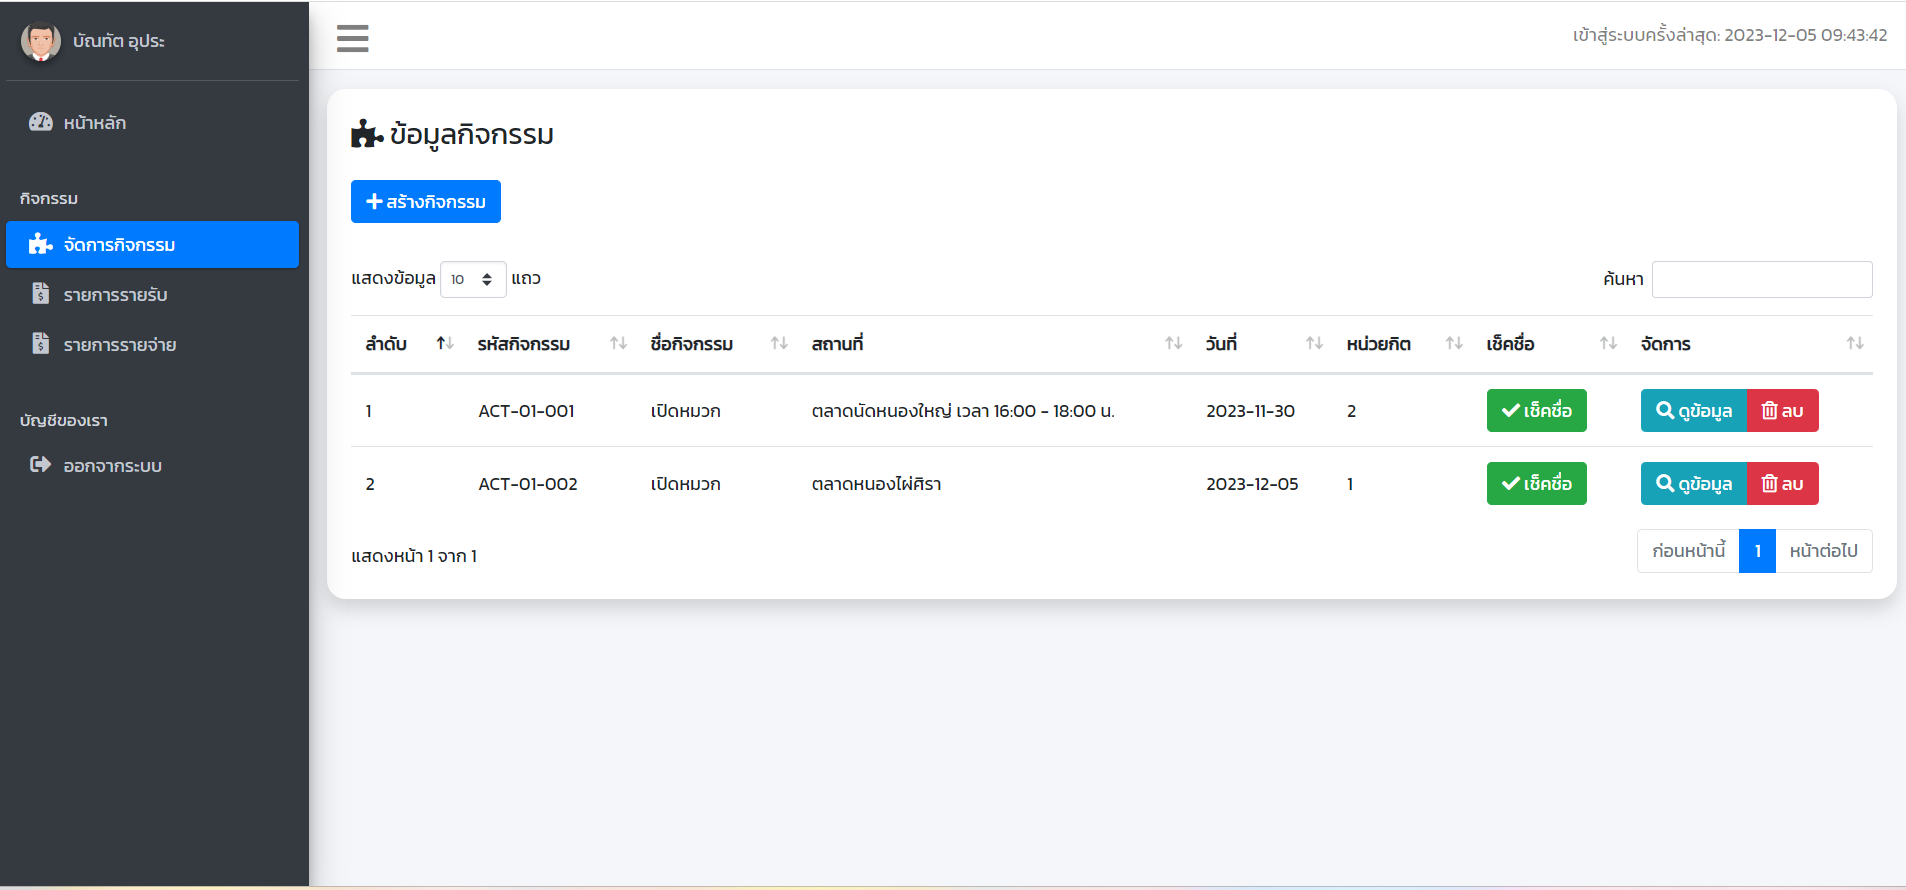 บัณฑิต อุประ
เข้าสู่ระบบครั้งล่าสุด: 2023-12-05 09:43:42
หน้าหลัก
กิจกรรม
จัดการกิจกรรม
รายการรายรับ
รายการรายจ่าย
บัญชีของเรา
ออกจากระบบ
ข้อมูลกิจกรรม
สร้างกิจกรรม
แสดงข้อมูล 10 แถว
ค้นหา
ลำดับ รหัสกิจกรรม ชื่อกิจกรรม สถานที่ วันที่ หน่วยกิต เช็คชื่อ จัดการ
1 ACT-01-001 เปิดหมวก ตลาดนัดหนองใหญ่ เวลา 16:00 - 18:00 น. 2023-11-30 2 เช็คชื่อ ดูข้อมูล ลบ
2 ACT-01-002 เปิดหมวก ตลาดหนองไผ่ศิรา 2023-12-05 1 เช็คชื่อ ดูข้อมูล ลบ
แสดงหน้า 1 จาก 1
ก่อนหน้านี้ 1 หน้าต่อไป